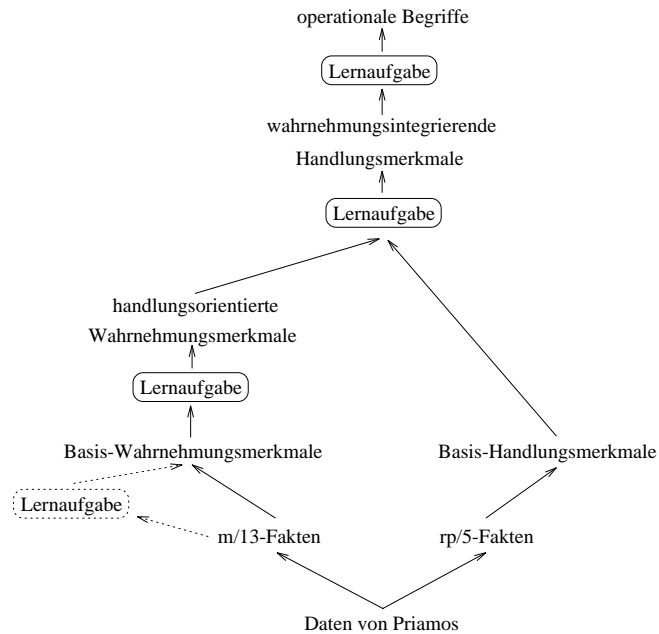 operationale Begriffe
Lernaufgabe
wahrnehmungsintegrierende
Handlungsmerkmale
Lernaufgabe
handlungsorientierte
Wahrnehmungsmerkmale
Lernaufgabe
Basis-Wahrnehmungsmerkmale
Basis-Handlungsmerkmale
Lernaufgabe
m/13-Fakten
rp/5-Fakten
Daten von Priamos